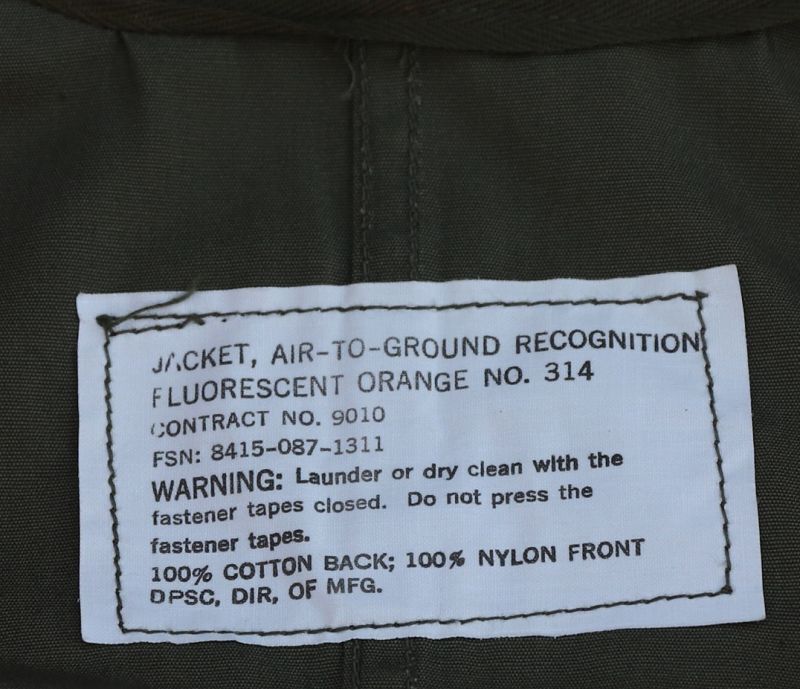 JACKET, AIR-TO-GROUND RECOGNITION
FLUORESCENT ORANGE NO. 314
CONTRACT NO. 9010
FSN: 8415-087-1311
WARNING: Launder or dry clean with the
fastener tapes closed. Do not press the
fastener tapes.
100% COTTON BACK; 100% NYLON FRONT
DPSC, DIR, OF MFG.